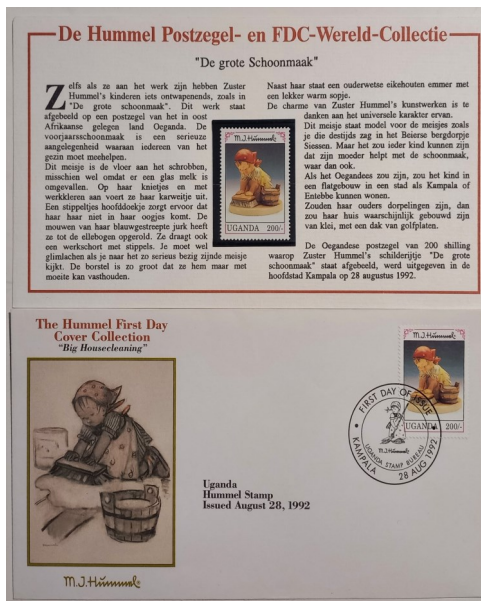 De Hummel Postzegel- en FDC-Wereld-Collectie
"De grote Schoonmaak"
Zelfs als ze aan het werk zijn hebben Zuster
Hummel's kinderen iets ontwapenends, zoals in
"De grote schoonmaak". Dit werk staat
afgebeeld op een postzegel van het in oost
Afrikaanse gelegen land Oeganda. De
voorjaarsschoonmaak is een serieuze
aangelegenheid waaraan iedereen van het
gezin moet meehelpen.
Dit meisje is de vloer aan het schrobben,
misschien wel omdat er een glas melk is
omgevallen. Op haar knietjes en met
werkkleren aan voert ze haar karweitje uit.
Een stippeltjes hoofddoekje zorgt ervoor dat
haar haar niet in haar oogjes komt. De
mouwen van haar blauwgestreepte jurk heeft
ze tot de ellebogen opgerold. Ze draagt ook
een werkschort met stippels. Je moet wel
glimlachen als je naar het zo serieus bezig zijnde meisje
kijkt. De borstel is zo groot dat ze hem maar met
moeite kan vasthouden.
M.J.Hummel
UGANDA 200/-
Naast haar staat een ouderwetse eikehouten emmer met
een lekker warm sopje.
De charme van Zuster Hummel's kunstwerken is te
danken aan het universele karakter ervan.
Dit meisje staat model voor de meisjes zoals
je die destijds zag in het Beierse bergdorpje
Siessen. Maar het zou ieder kind kunnen zijn
dat zijn moeder helpt met de schoonmaak,
waar dan ook.
Als het Oegandees zou zijn, zou het kind in
een flatgebouw in een stad als Kampala of
Entebbe kunnen wonen.
Zouden haar ouders dorpelingen zijn, dan
zou haar huis waarschijnlijk gebouwd zijn
van klei, met een dak van golfplaten.
De Oegandese postzegel van 200 shilling
waarop Zuster Hummel's schilderijtje "De grote
schoonmaak" staat afgebeeld, werd uitgegeven in de
hoofdstad Kampala op 28 augustus 1992.
The Hummel First Day
Cover Collection
"Big Housecleaning"
M.J.Hummel
Uganda
Hummel Stamp
Issued August 28, 1992
M.J.Hummel
UGANDA 200/-
FIRST DAY OF ISSUE
M.J.Hummel
UGANDA STAMP BUREAU
KAMPALA 28 AUG 1992